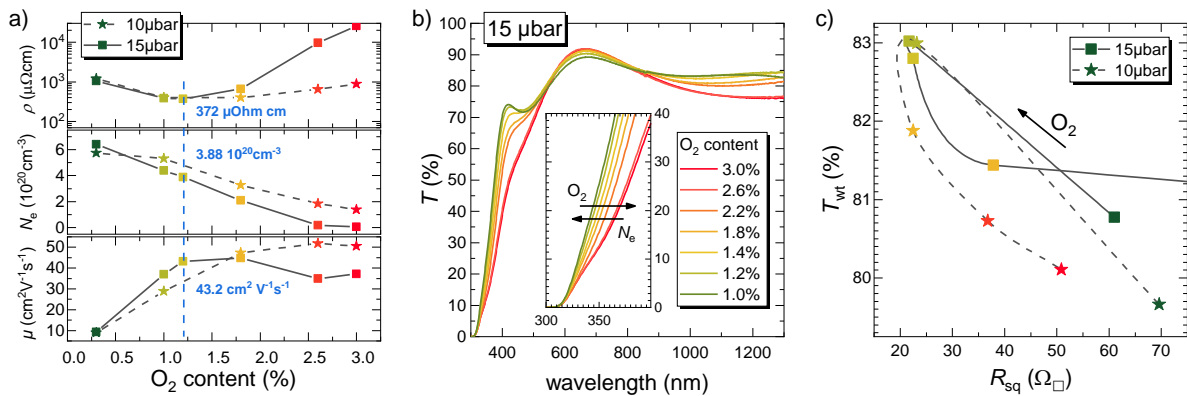 a)
10µbar
15µbar
10⁴
10³
10²
ρ (µΩcm)
372 µOhm cm
6
4
2
0
Nₑ (10²⁰cm⁻³)
3.88 10²⁰cm⁻³
50
40
30
20
10
µ (cm²V⁻¹s⁻¹)
43.2 cm² V⁻¹s⁻¹
0.0 0.5 1.0 1.5 2.0 2.5 3.0
O₂ content (%)
b)
15 µbar
100
90
80
70
60
50
40
30
20
10
0
T (%)
40
30
20
10
0
O₂
Nₑ
300 350
O₂ content
3.0%
2.6%
2.2%
1.8%
1.4%
1.2%
1.0%
400 600 800 1000 1200
wavelength (nm)
c)
15µbar
10µbar
O₂
83
82
81
80
T_wt (%)
20 30 40 50 60 70
R_sq (Ω□)